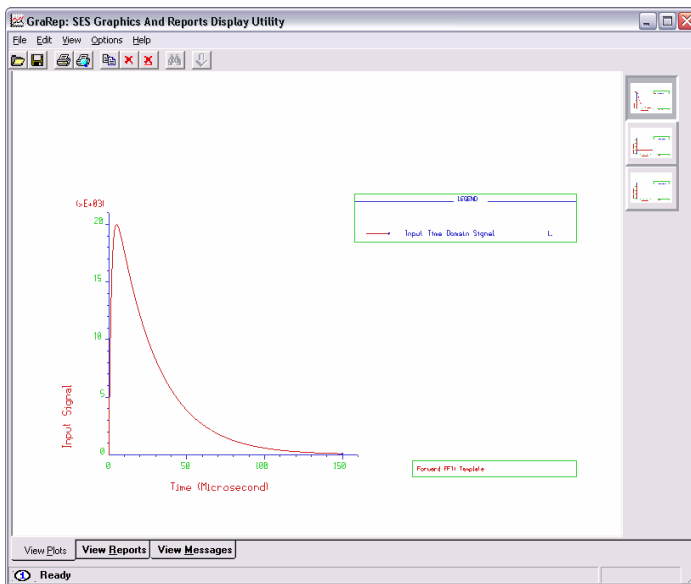 GraRep: SES Graphics And Reports Display Utility
File Edit View Options Help
(xE+03)
20
15
10
5
0
0 50 100 150
Input Signal
Time (Microsecond)
LEGEND
Input Time Domain Signal L.
Forward FFT: Template
View Plots View Reports View Messages
Ready